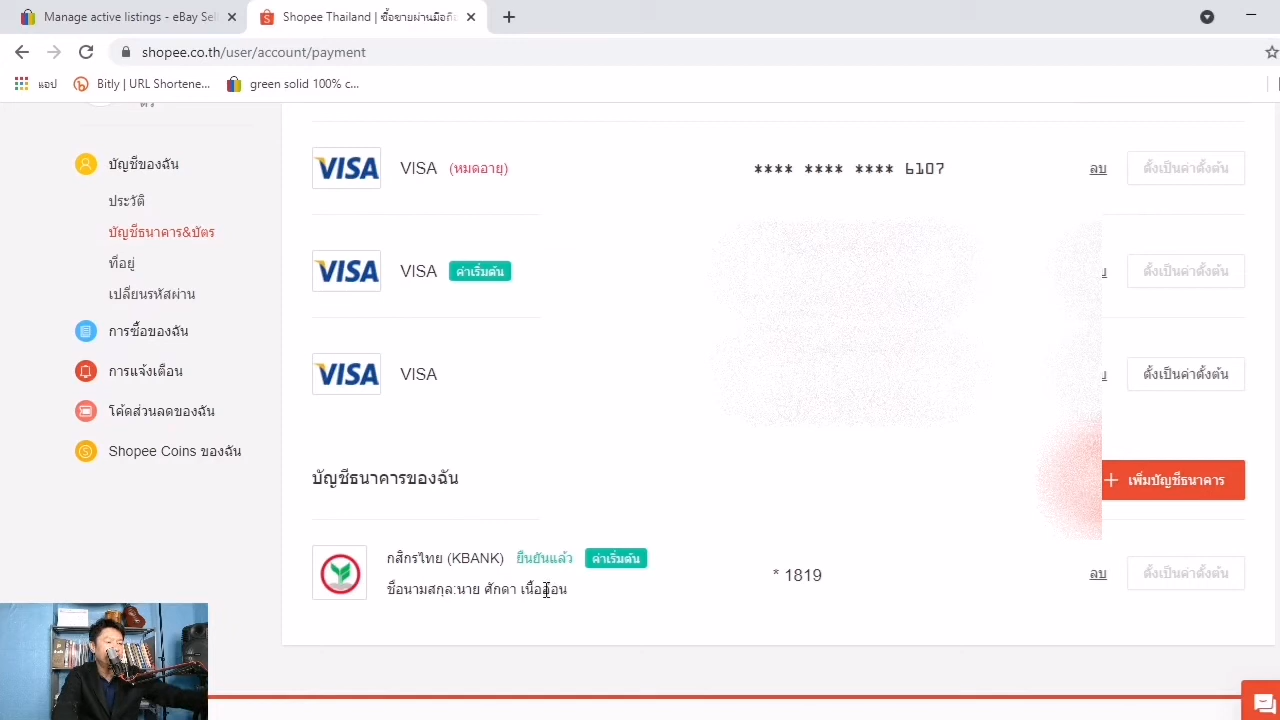 Manage active listings - eBay Sel
Shopee Thailand | ซื้อขายผ่านมือถือ
shopee.co.th/user/account/payment
แอป
Bitly | URL Shortene...
green solid 100% c...
บัญชีของฉัน
ประวัติ
บัญชีธนาคาร&บัตร
ที่อยู่
เปลี่ยนรหัสผ่าน
การซื้อของฉัน
การแจ้งเตือน
โค้ดส่วนลดของฉัน
Shopee Coins ของฉัน
VISA VISA (หมดอายุ) **** **** **** 6107 ลบ ตั้งเป็นค่าตั้งต้น
VISA VISA ค่าเริ่มต้น ตั้งเป็นค่าตั้งต้น
VISA VISA ตั้งเป็นค่าตั้งต้น
บัญชีธนาคารของฉัน
เพิ่มบัญชีธนาคาร
กสิกรไทย (KBANK) ยืนยันแล้ว ค่าเริ่มต้น
ชื่อนามสกุล:นาย ศักดา เนื้ออ่อน
* 1819 ลบ ตั้งเป็นค่าตั้งต้น